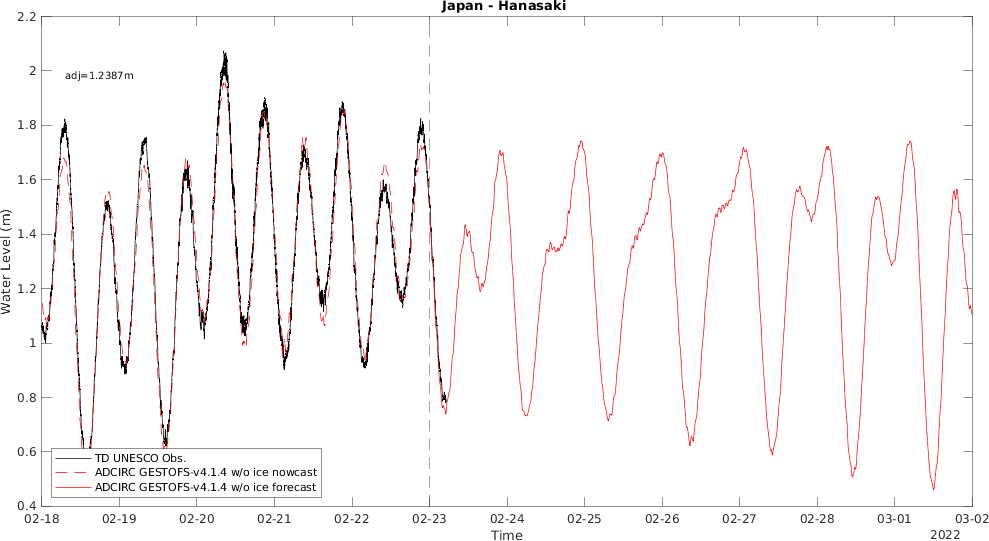 Japan - Hanasaki
2.2
2
1.8
1.6
1.4
1.2
1
0.8
0.6
0.4
Water Level (m)
adj=1.2387m
TD UNESCO Obs.
ADCIRC GESTOFS-v4.1.4 w/o ice nowcast
ADCIRC GESTOFS-v4.1.4 w/o ice forecast
02-18 02-19 02-20 02-21 02-22 02-23 02-24 02-25 02-26 02-27 02-28 03-01 03-02
Time
2022